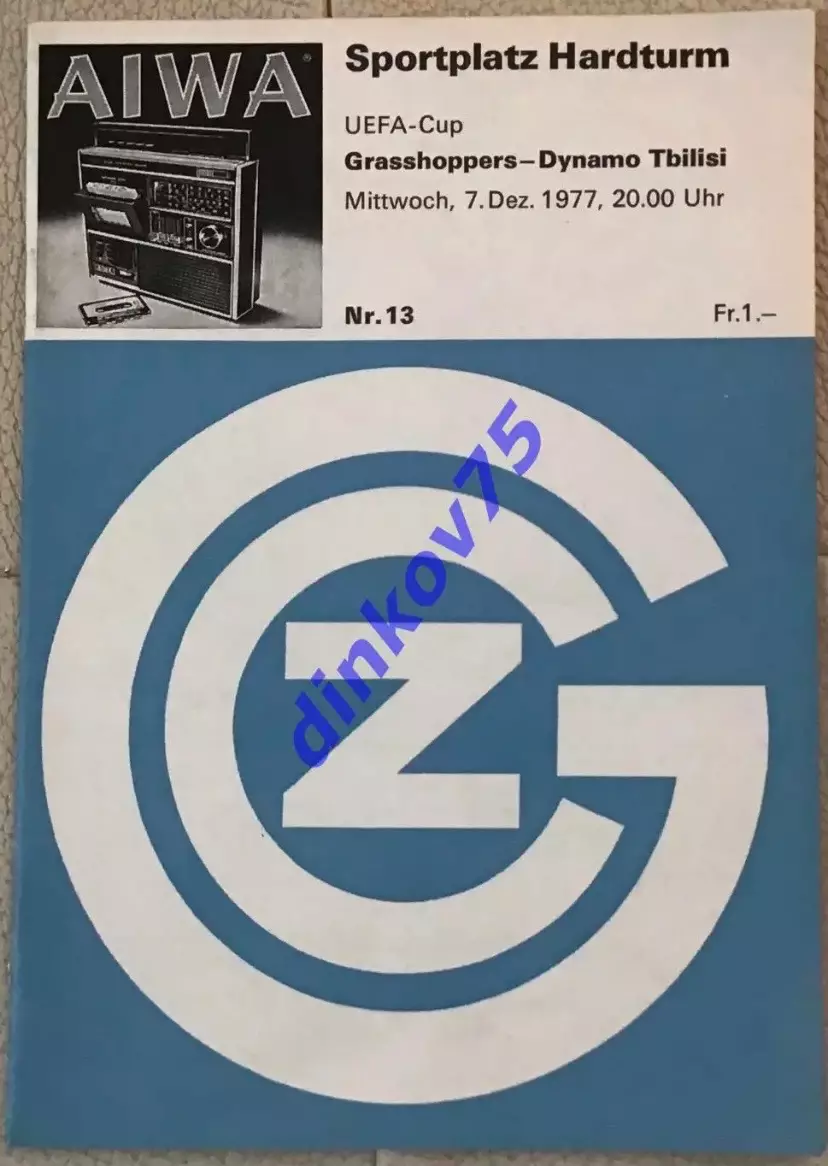 AIWA
Sportplatz Hardturm
UEFA-Cup
Grasshoppers–Dynamo Tbilisi
Mittwoch, 7. Dez. 1977, 20.00 Uhr
Nr. 13
Fr. 1.–
GC
Z
dinkov75